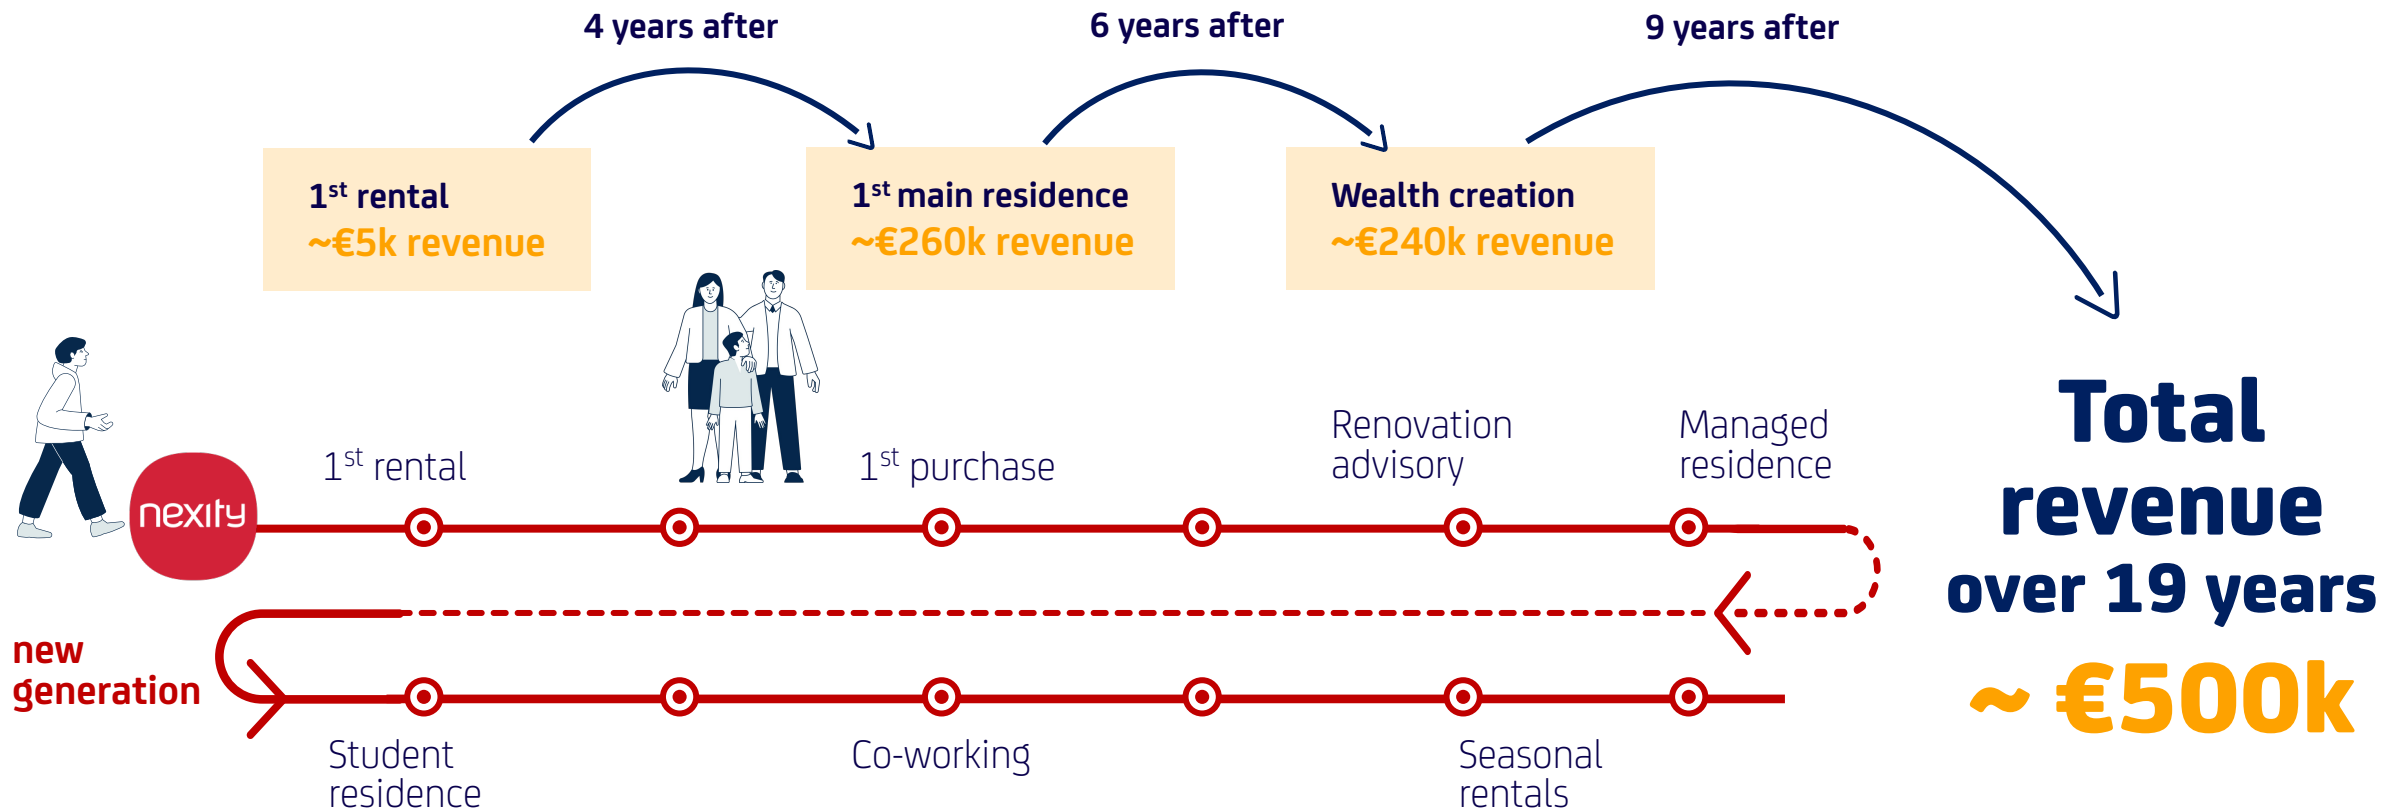 4 years after
6 years after
9 years after
1st rental
~€5k revenue
1st main residence
~€260k revenue
Wealth creation
~€240k revenue
1st rental
1st purchase
Renovation
advisory
Managed
residence
nexity
Total
revenue
over 19 years
~ €500k
new
generation
Student
residence
Co-working
Seasonal
rentals